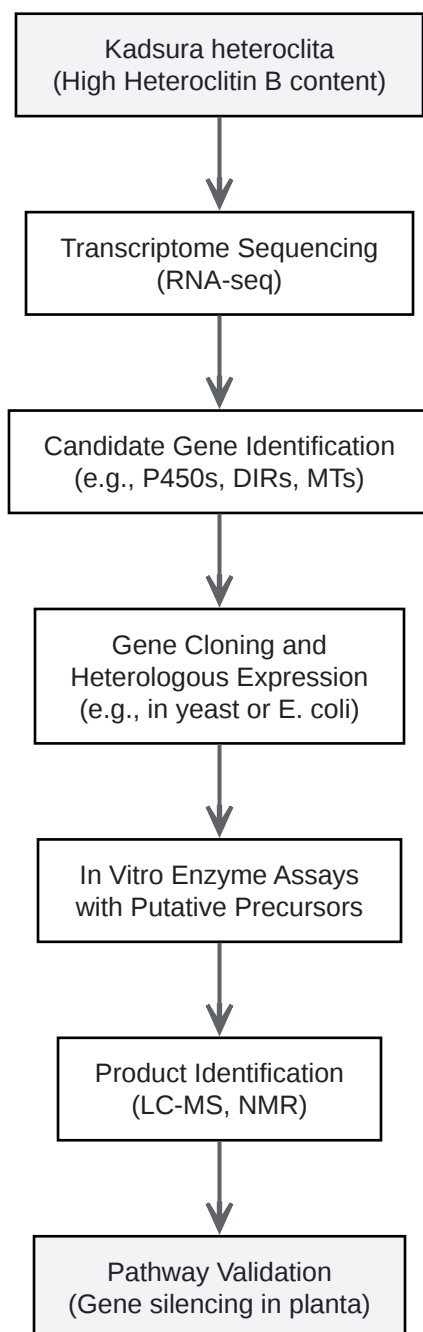 Kadsura heteroclita
(High Heteroclitin B content)
Transcriptome Sequencing
(RNA-seq)
Candidate Gene Identification
(e.g., P450s, DIRs, MTs)
Gene Cloning and
Heterologous Expression
(e.g., in yeast or E. coli)
In Vitro Enzyme Assays
with Putative Precursors
Product Identification
(LC-MS, NMR)
Pathway Validation
(Gene silencing in planta)